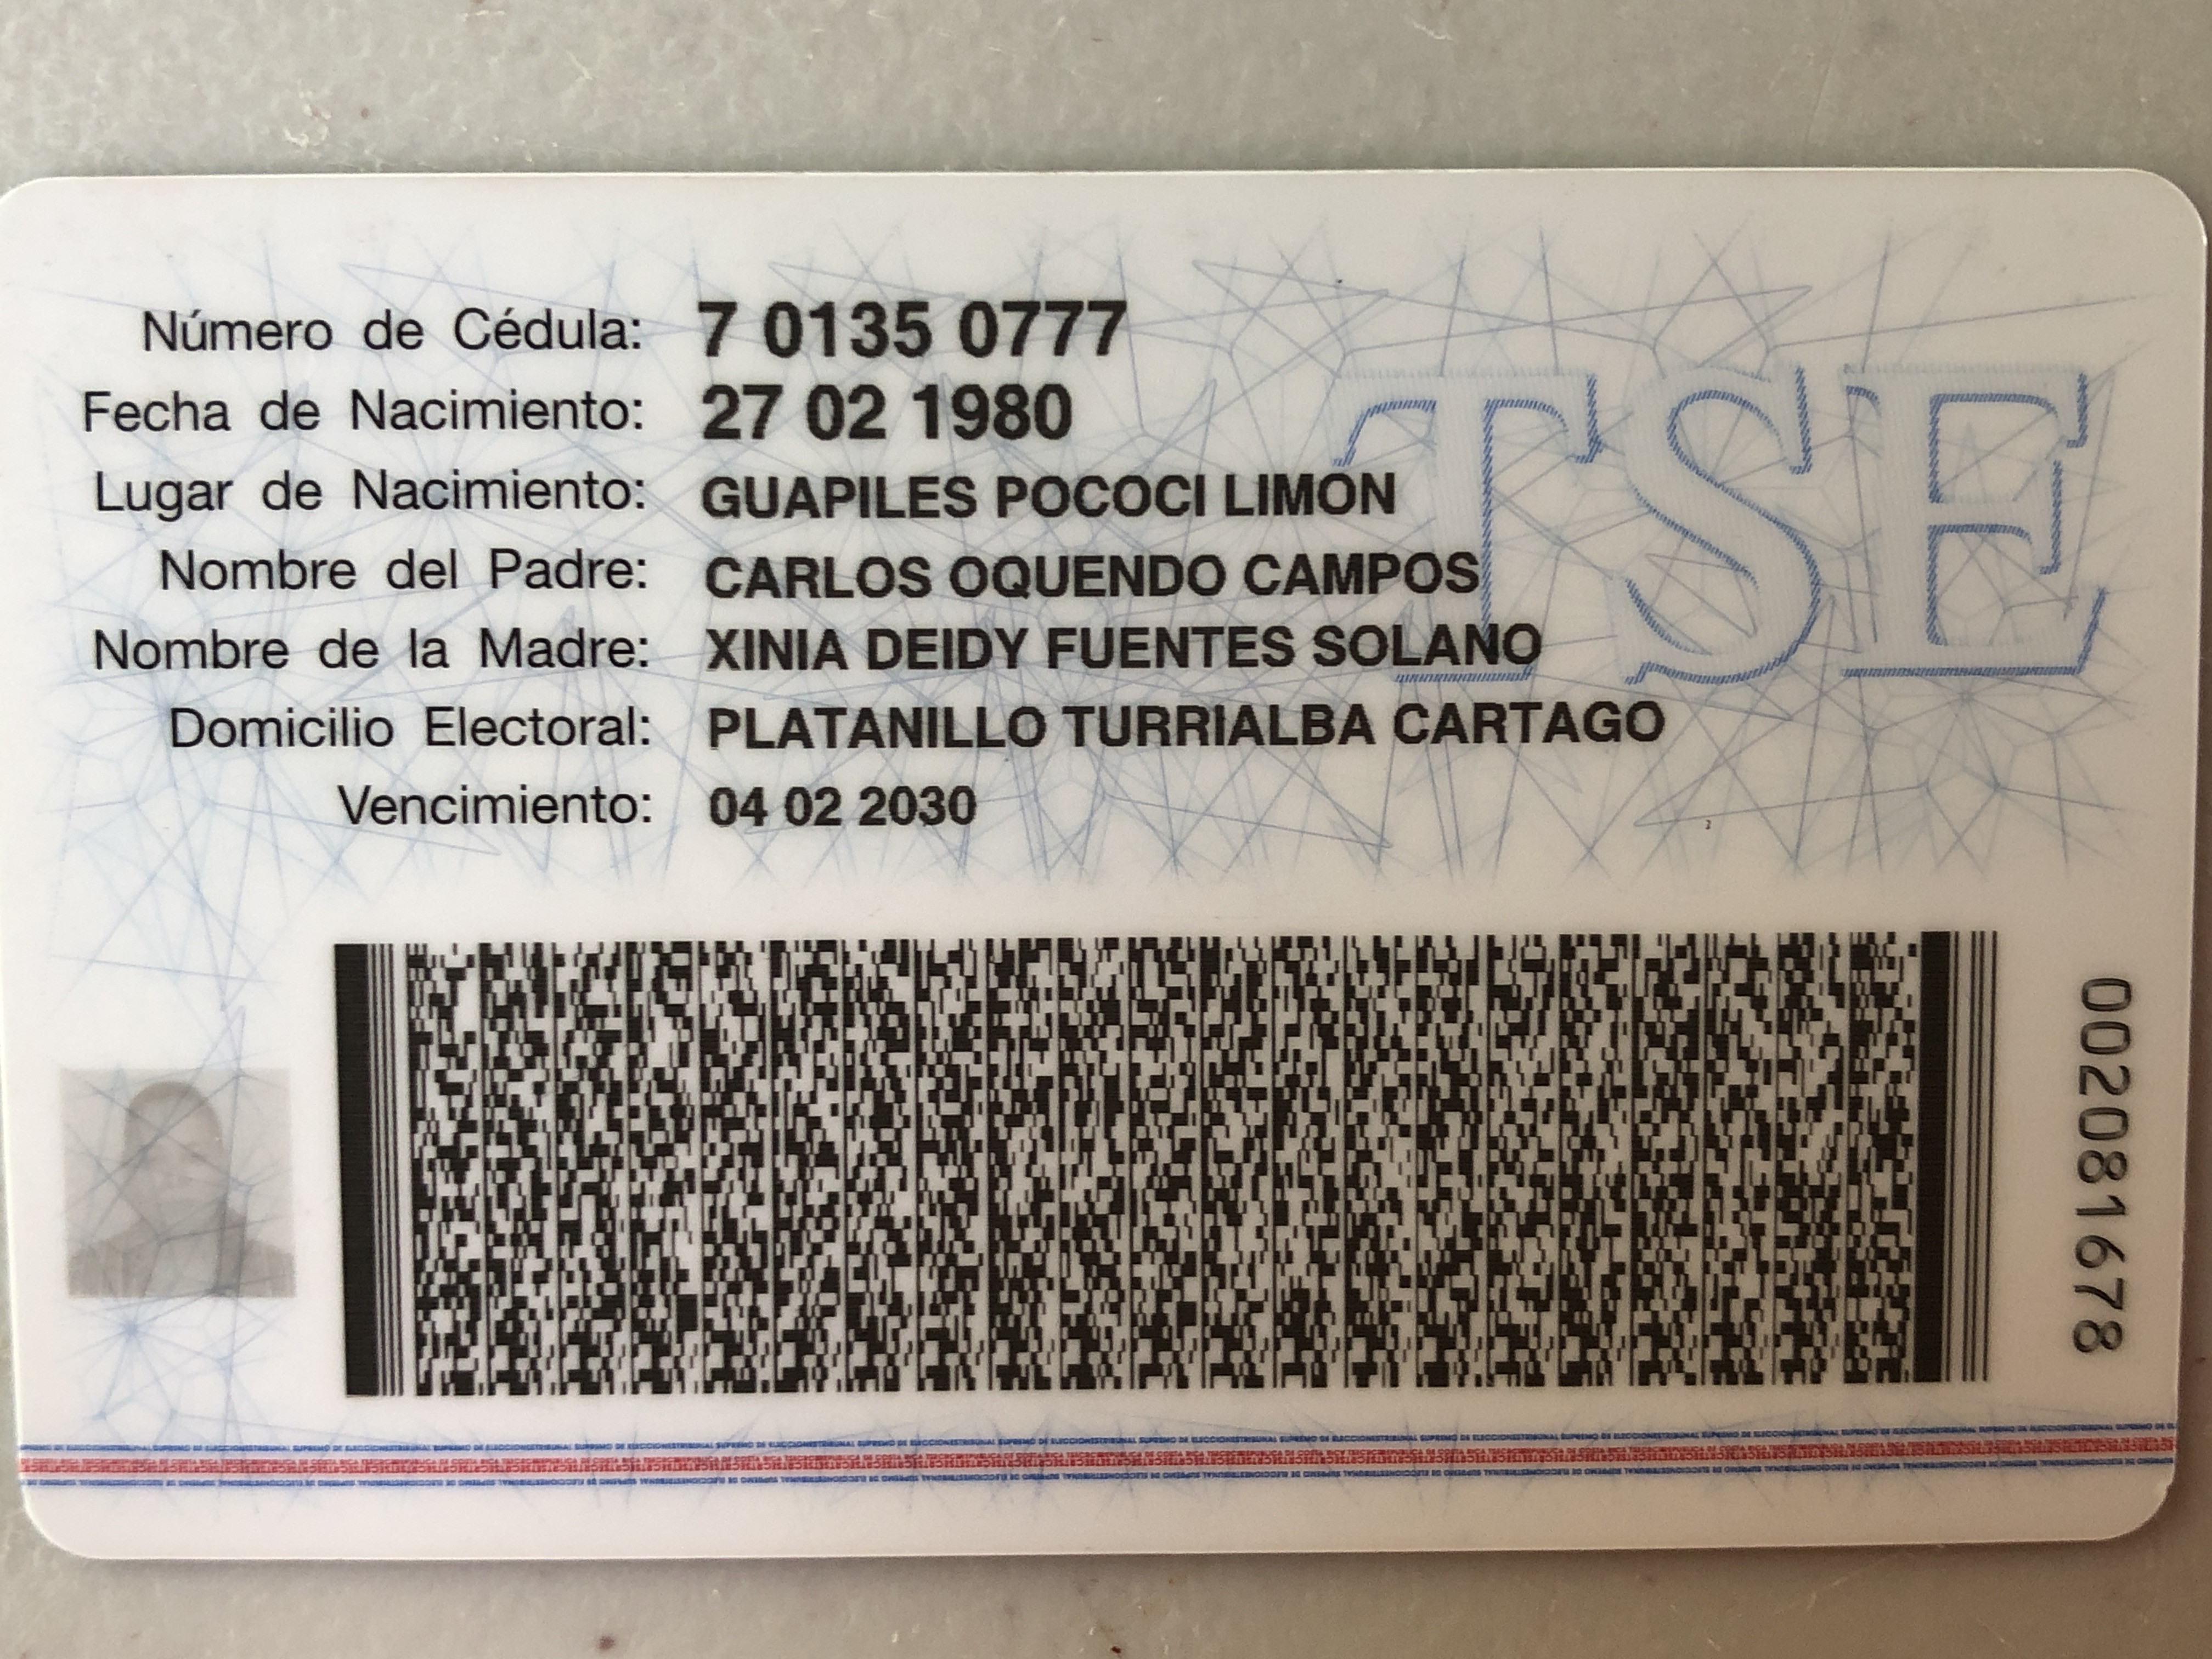 Número de Cédula: 7 0135 0777
Fecha de Nacimiento: 27 02 1980
Lugar de Nacimiento: GUAPILES POCOCI LIMON
Nombre del Padre: CARLOS OQUENDO CAMPOS
Nombre de la Madre: XINIA DEIDY FUENTES SOLANO
Domicilio Electoral: PLATANILLO TURRIALBA CARTAGO
Vencimiento: 04 02 2030
TSE
002081678